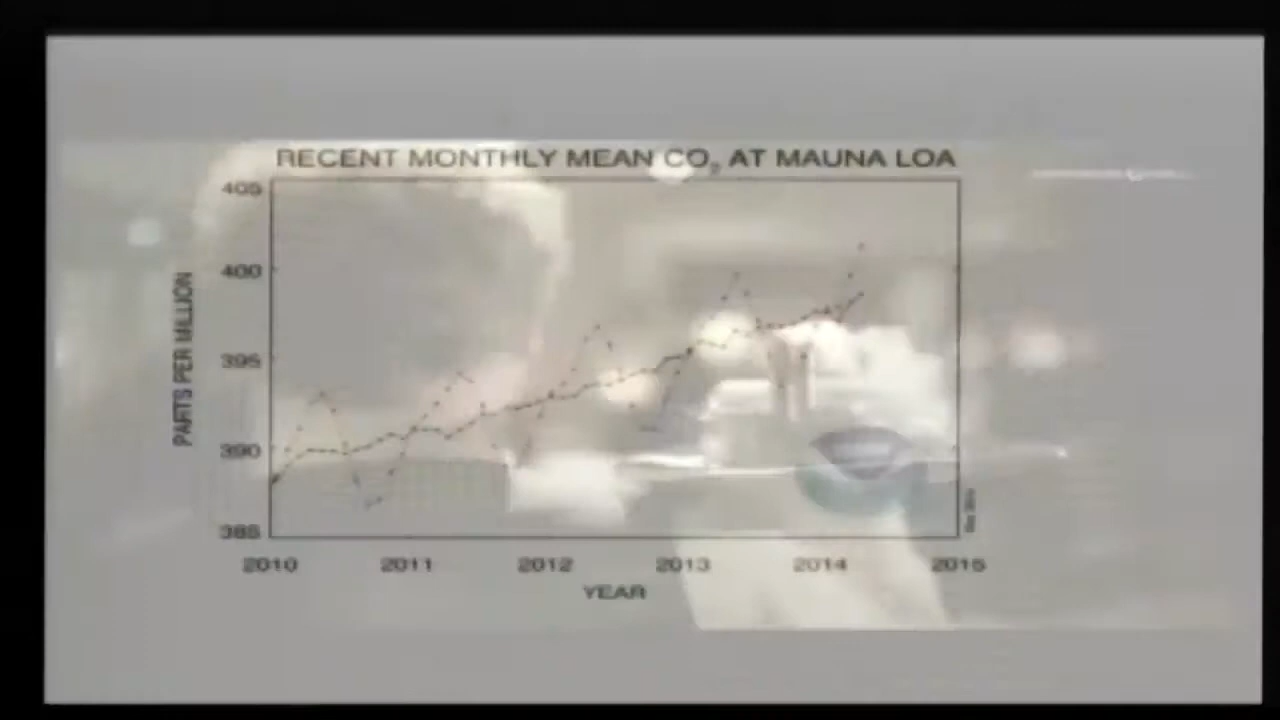 RECENT MONTHLY MEAN CO₂ AT MAUNA LOA
405
400
395
390
385
PARTS PER MILLION
2010 2011 2012 2013 2014 2015
YEAR